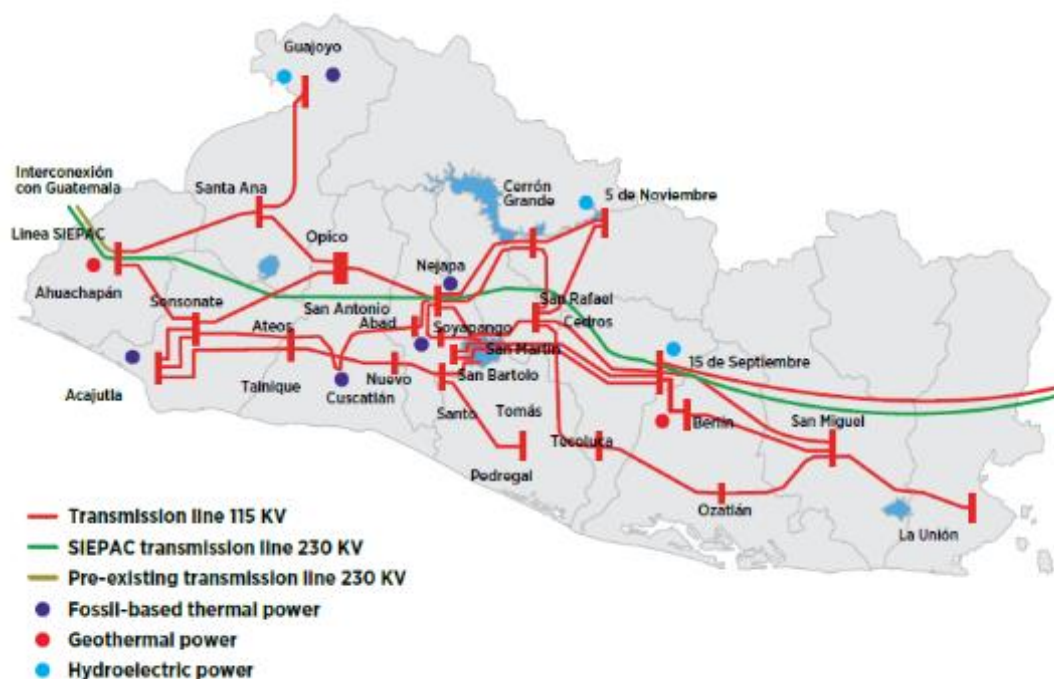 Guajoyo
Interconexión
con Guatemala
Santa Ana
Cerrón
Grande
5 de Noviembre
Linea SIEPAC
Opico
Nejapa
Ahuachapán
Sonsonate
San Antonio
Abad
San Rafael
Cedros
Ateos
Soyapango
San Martín
15 de Septiembre
Acajutla
Talnique
Cuscatlán
Nuevo
San Bartolo
Santo
Tomás
Berlín
San Miguel
Tecoluca
Pedregal
Ozatlán
La Unión
Transmission line 115 KV
SIEPAC transmission line 230 KV
Pre-existing transmission line 230 KV
Fossil-based thermal power
Geothermal power
Hydroelectric power